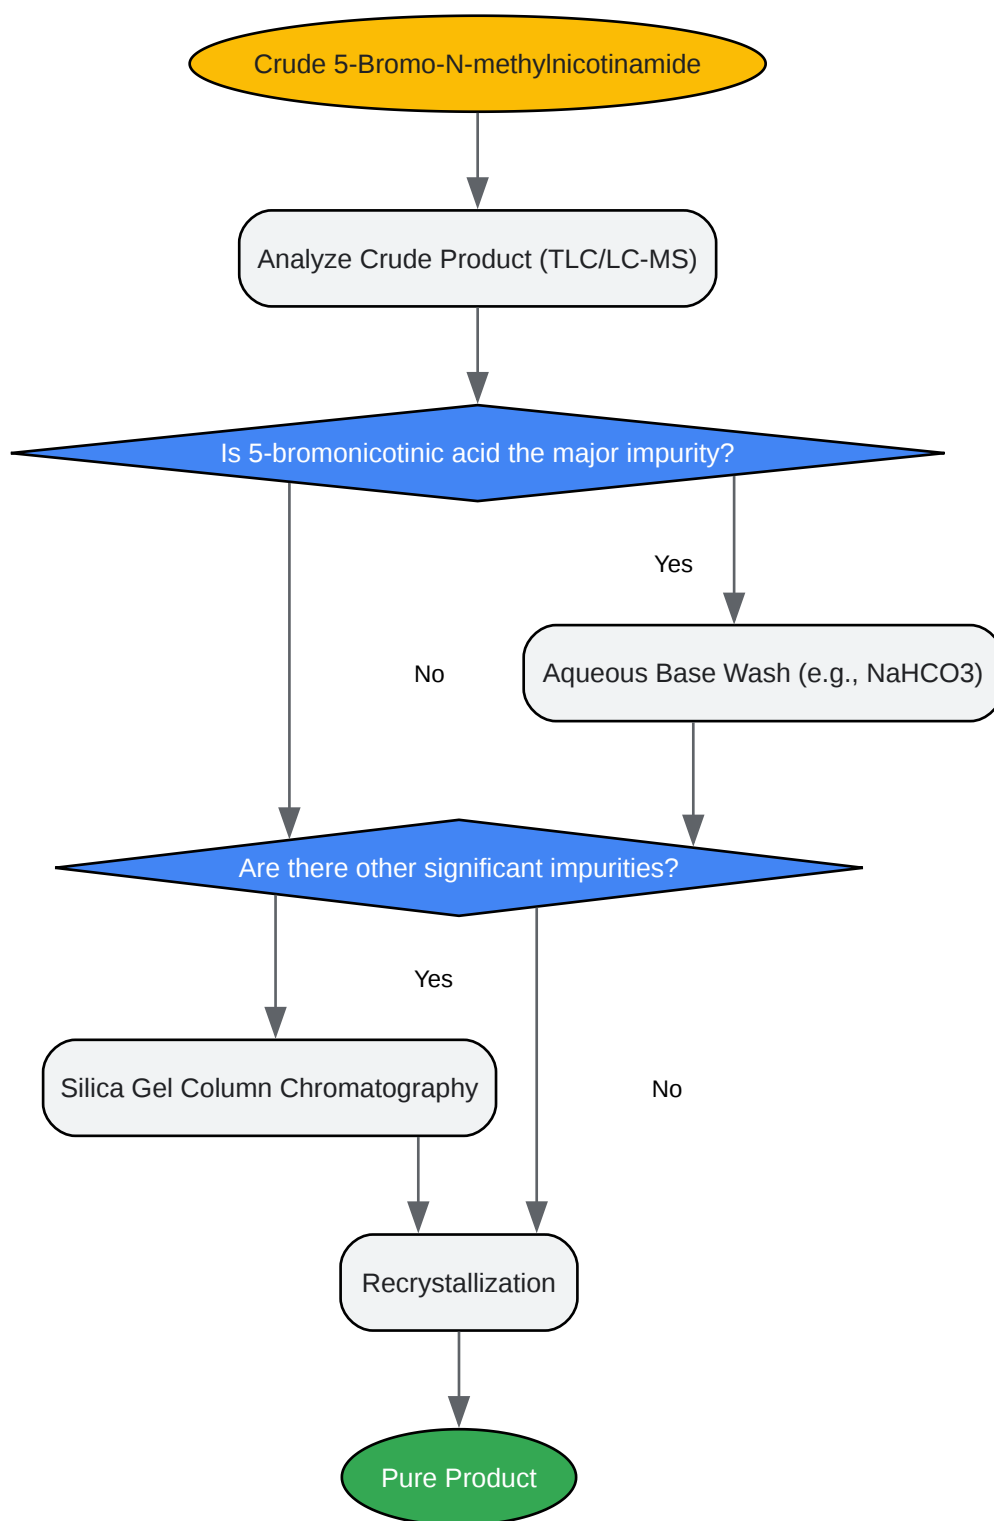 Crude 5-Bromo-N-methylnicotinamide
Analyze Crude Product (TLC/LC-MS)
Is 5-bromonicotinic acid the major impurity?
Yes
No
Aqueous Base Wash (e.g., NaHCO3)
Are there other significant impurities?
Yes
Silica Gel Column Chromatography
No
Recrystallization
Pure Product